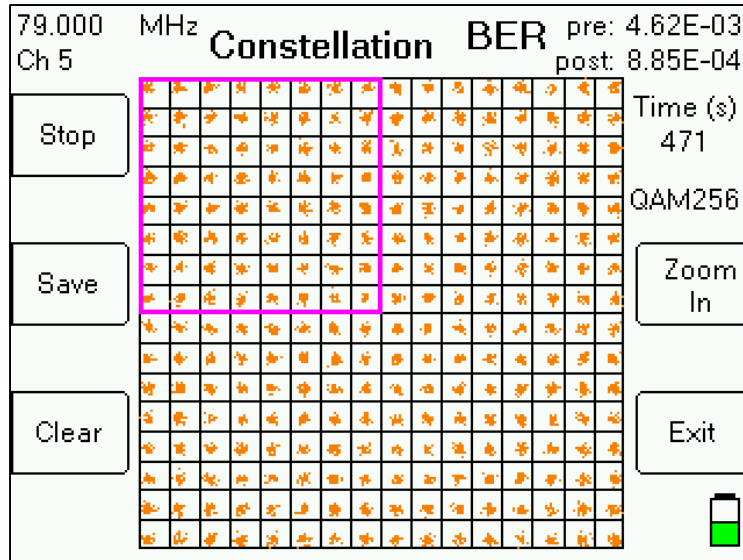 79.000 MHz Constellation BER pre: 4.62E-03
Ch 5 post: 8.85E-04
Time (s)
471
Stop
QAM256
Save
Zoom
In
Clear
Exit